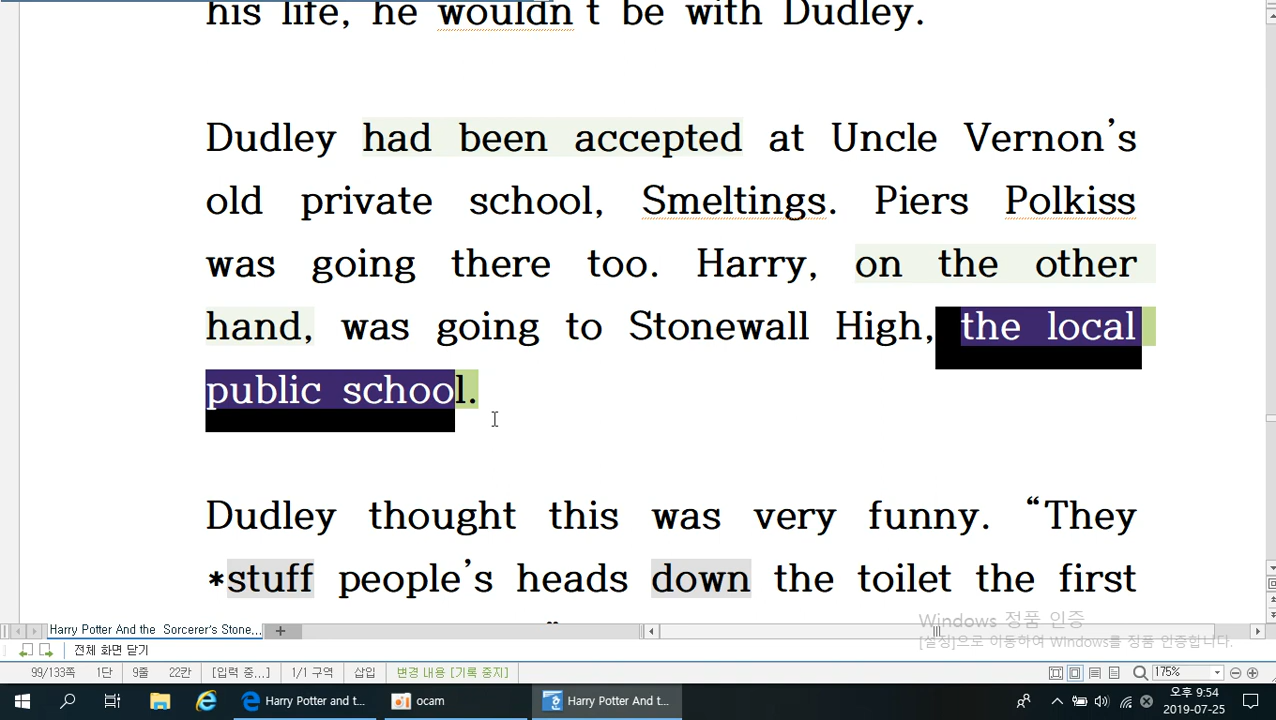 his life, he wouldn't be with Dudley.
Dudley had been accepted at Uncle Vernon's
old private school, Smeltings. Piers Polkiss
was going there too. Harry, on the other
hand, was going to Stonewall High, the local
public school.
Dudley thought this was very funny. “They
*stuff people's heads down the toilet the first
Windows 정품 인증
[설정]으로 이동하여 Windows를 정품 인증합니다.
Harry Potter And the Sorcerer's Stone...
전체 화면 닫기
99/133쪽 1단 9줄 22칸 [입력 중...] 1/1 구역 삽입 변경 내용 [기록 중지] 175%
Harry Potter and t... ocam Harry Potter And t... 오후 9:54
2019-07-25